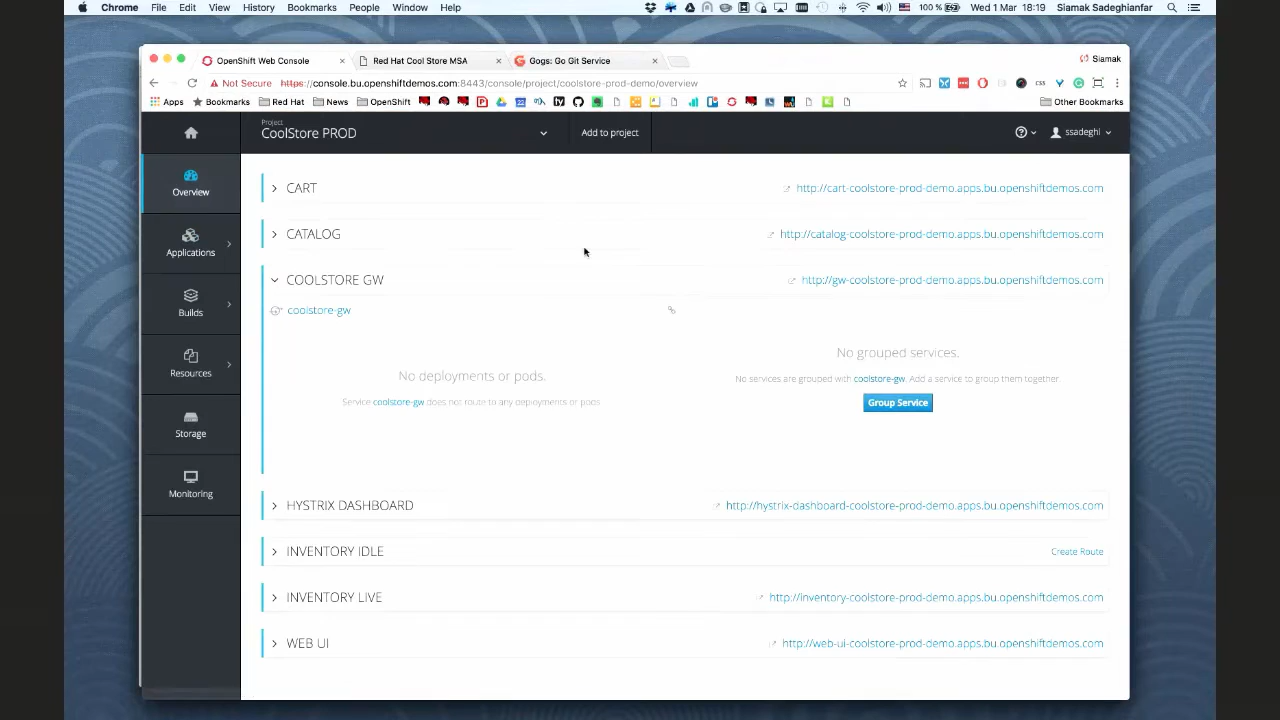 Chrome File Edit View History Bookmarks People Window Help 100 % Wed 1 Mar 18:19 Siamak Sadeghianfar
OpenShift Web Console Red Hat Cool Store MSA Gogs: Go Git Service Siamak
Not Secure https://console.bu.openshiftdemos.com:8443/console/project/coolstore-prod-demo/overview
Apps Bookmarks Red Hat News OpenShift Other Bookmarks
Project
CoolStore PROD Add to project ssadeghi
Overview
Applications
Builds
Resources
Storage
Monitoring
CART http://cart-coolstore-prod-demo.apps.bu.openshiftdemos.com
CATALOG http://catalog-coolstore-prod-demo.apps.bu.openshiftdemos.com
COOLSTORE GW http://gw-coolstore-prod-demo.apps.bu.openshiftdemos.com
coolstore-gw
No deployments or pods.
Service coolstore-gw does not route to any deployments or pods
No grouped services.
No services are grouped with coolstore-gw. Add a service to group them together.
Group Service
HYSTRIX DASHBOARD http://hystrix-dashboard-coolstore-prod-demo.apps.bu.openshiftdemos.com
INVENTORY IDLE Create Route
INVENTORY LIVE http://inventory-coolstore-prod-demo.apps.bu.openshiftdemos.com
WEB UI http://web-ui-coolstore-prod-demo.apps.bu.openshiftdemos.com